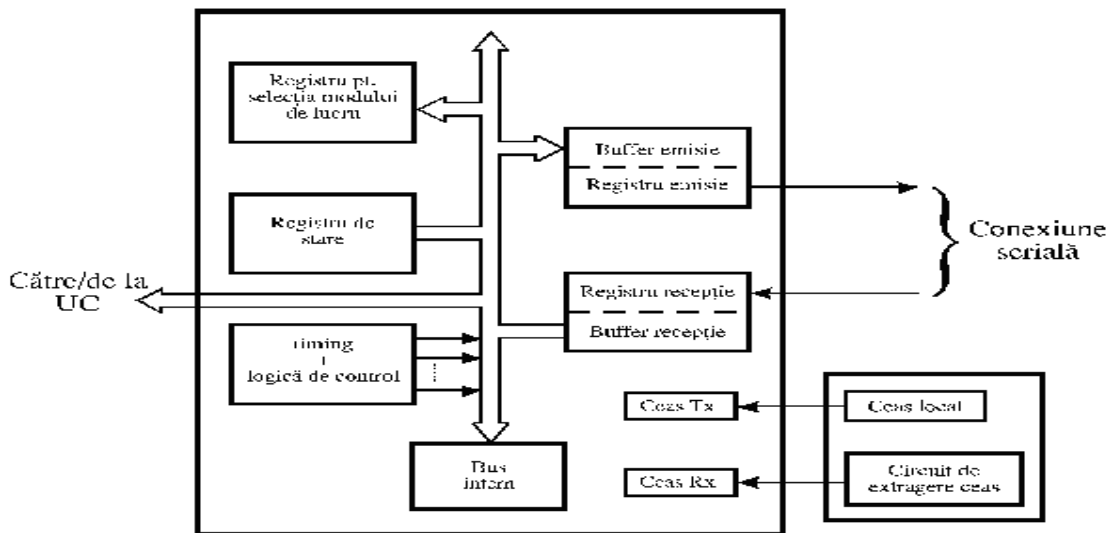 Registru pt.
selecția modului
de lucru
Buffer emisie
Registru emisie
Registru de
stare
Conexiune
serială
Către/de la
UC
Registru recepție
Buffer recepție
Timing
+
logică de control
Ceas Tx
Ceas local
Bus
intern
Ceas Rx
Circuit de
extragere ceas